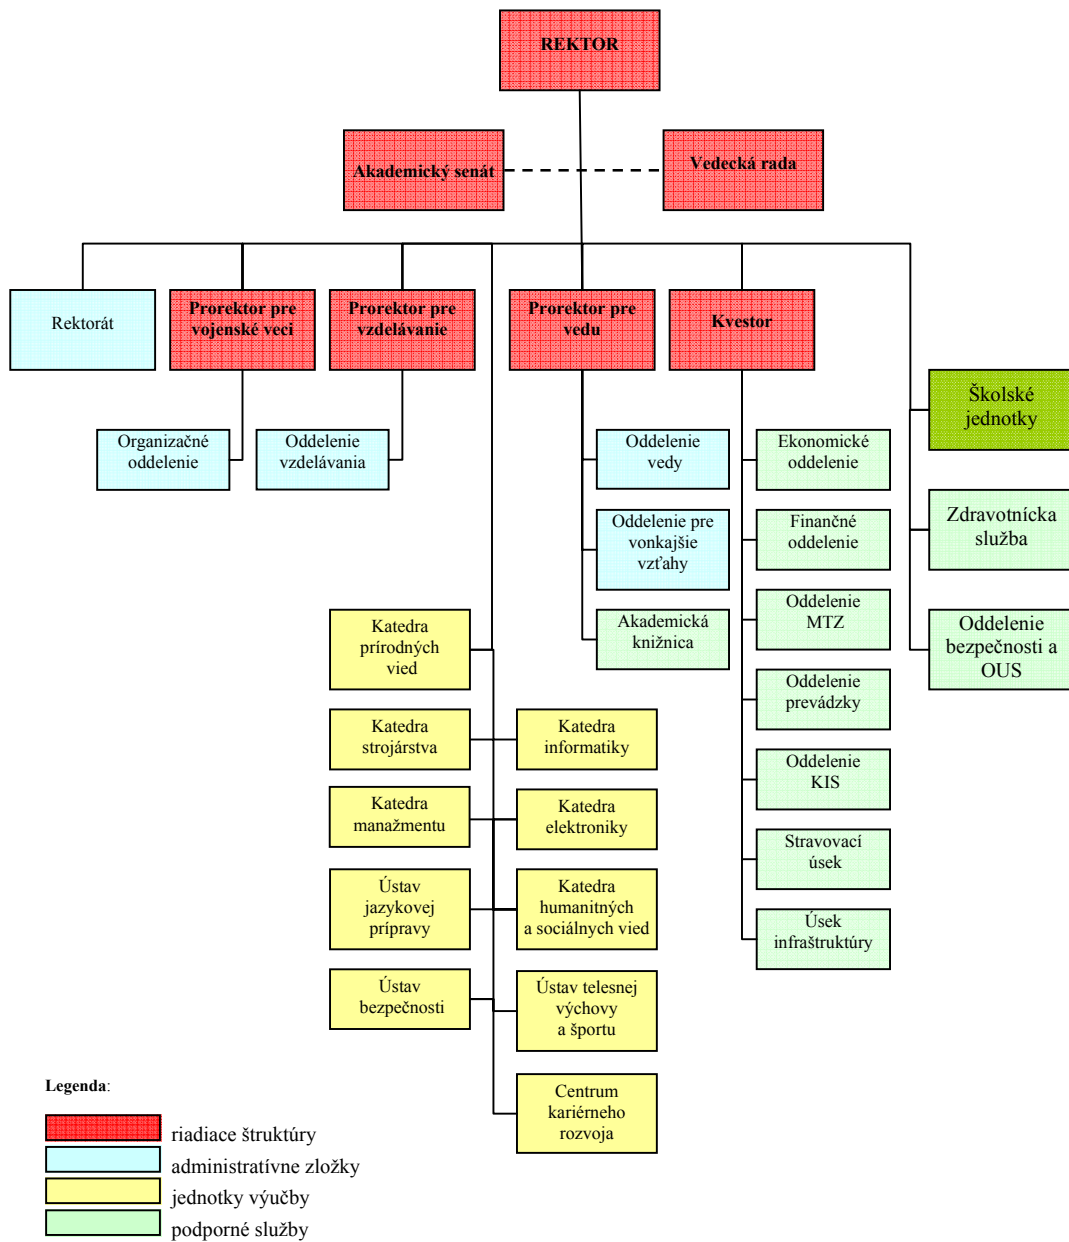 REKTOR
Akademický senát
Vedecká rada
Rektorát
Prorektor pre
vojenské veci
Prorektor pre
vzdelávanie
Prorektor pre
vedu
Kvestor
Školské
jednotky
Organizačné
oddelenie
Oddelenie
vzdelávania
Oddelenie
vedy
Ekonomické
oddelenie
Zdravotnícka
služba
Oddelenie pre
vonkajšie
vzťahy
Finančné
oddelenie
Oddelenie
bezpečnosti a
OUS
Akademická
knižnica
Oddelenie
MTZ
Oddelenie
prevádzky
Oddelenie
KIS
Stravovací
úsek
Úsek
infraštruktúry
Katedra
prírodných
vied
Katedra
strojárstva
Katedra
informatiky
Katedra
manažmentu
Katedra
elektroniky
Ústav
jazykovej
prípravy
Katedra
humanitných
a sociálnych vied
Ústav
bezpečnosti
Ústav telesnej
výchovy
a športu
Centrum
kariérneho
rozvoja
Legenda:
riadiace štruktúry
administratívne zložky
jednotky výučby
podporné služby